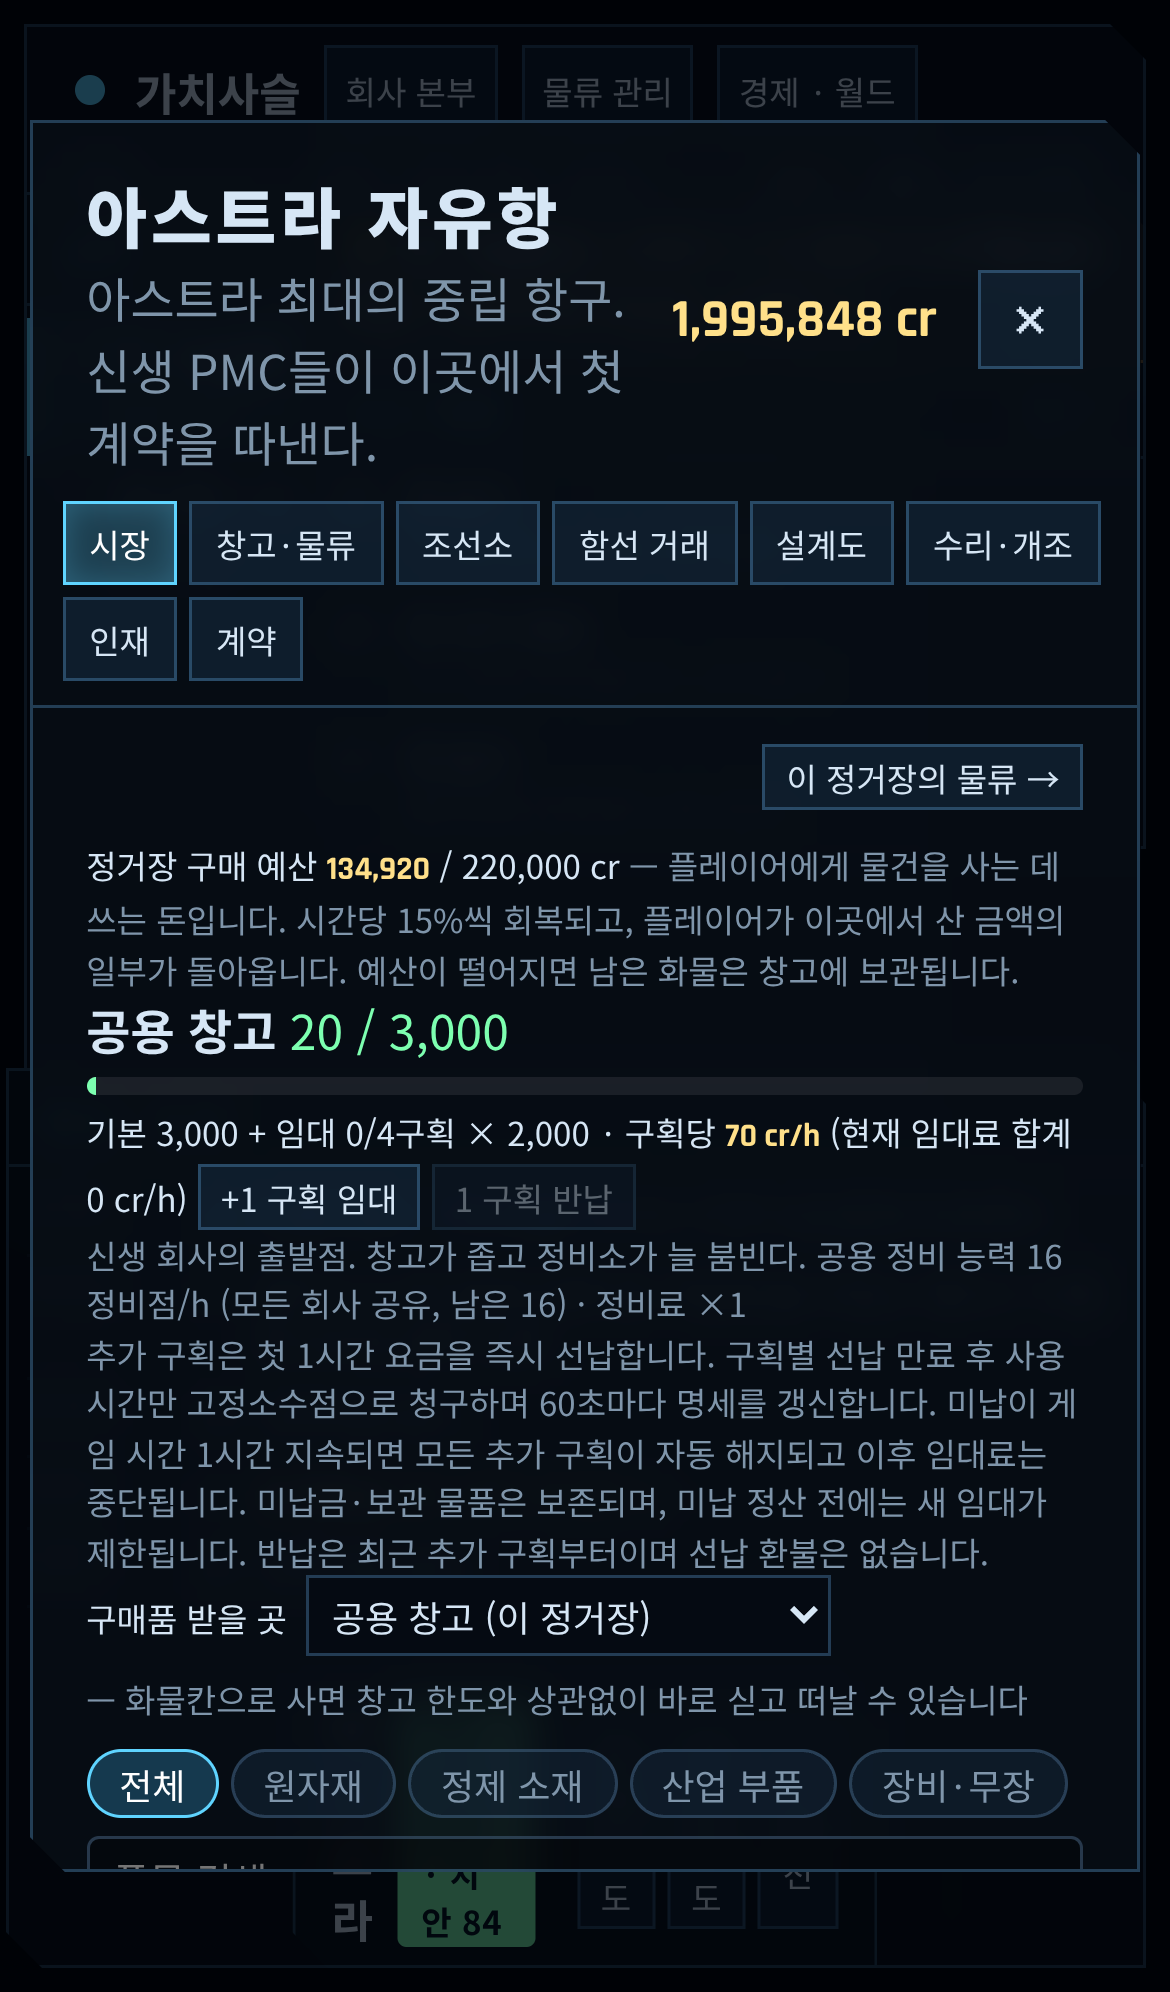 가치사슬 회사 본부 물류 관리 경제 · 월드
아스트라 자유항
아스트라 최대의 중립 항구.
신생 PMC들이 이곳에서 첫
계약을 따낸다.
1,995,848 cr ×
시장 창고·물류 조선소 함선 거래 설계도 수리·개조
인재 계약
이 정거장의 물류 →
정거장 구매 예산 134,920 / 220,000 cr — 플레이어에게 물건을 사는 데
쓰는 돈입니다. 시간당 15%씩 회복되고, 플레이어가 이곳에서 산 금액의
일부가 돌아옵니다. 예산이 떨어지면 남은 화물은 창고에 보관됩니다.
공용 창고 20 / 3,000
기본 3,000 + 임대 0/4구획 × 2,000 · 구획당 70 cr/h (현재 임대료 합계
0 cr/h) +1 구획 임대 1 구획 반납
신생 회사의 출발점. 창고가 좁고 정비소가 늘 붐빈다. 공용 정비 능력 16
정비점/h (모든 회사 공유, 남은 16) · 정비료 ×1
추가 구획은 첫 1시간 요금을 즉시 선납합니다. 구획별 선납 만료 후 사용
시간만 고정소수점으로 청구하며 60초마다 명세를 갱신합니다. 미납이 게
임 시간 1시간 지속되면 모든 추가 구획이 자동 해지되고 이후 임대료는
중단됩니다. 미납금·보관 물품은 보존되며, 미납 정산 전에는 새 임대가
제한됩니다. 반납은 최근 추가 구획부터이며 선납 환불은 없습니다.
구매품 받을 곳 공용 창고 (이 정거장)
— 화물칸으로 사면 창고 한도와 상관없이 바로 싣고 떠날 수 있습니다
전체 원자재 정제 소재 산업 부품 장비·무장
라 안 84 도 도